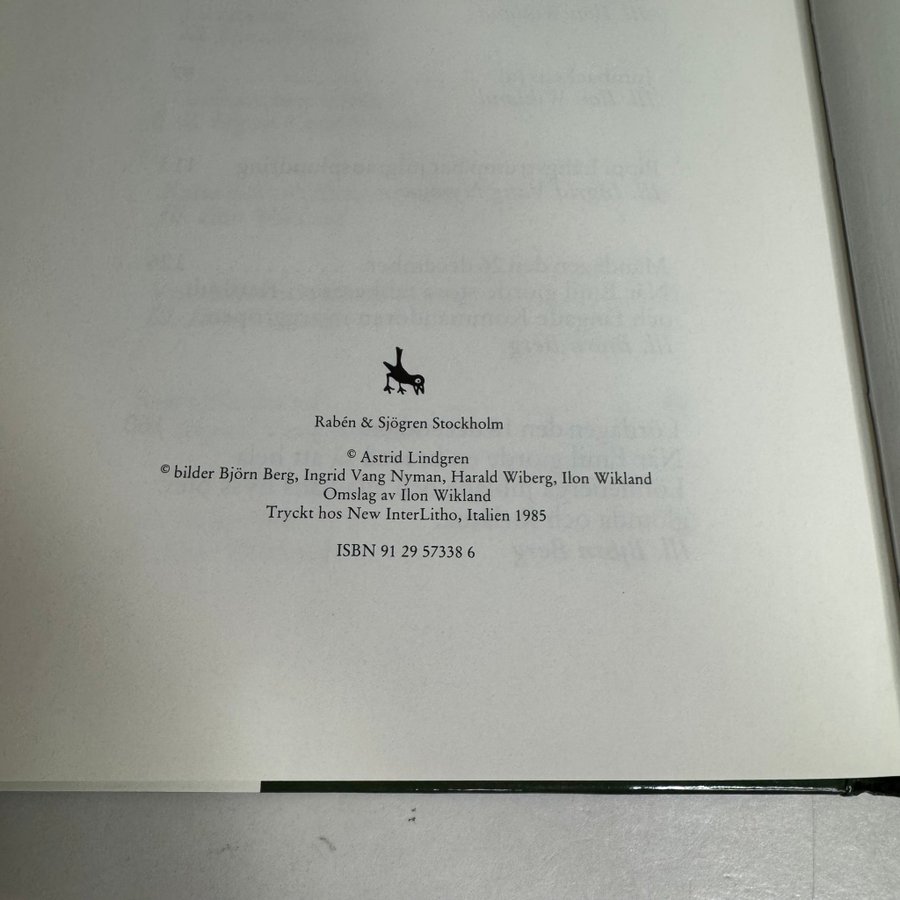 Rabén & Sjögren Stockholm
© Astrid Lindgren
© bilder Björn Berg, Ingrid Vang Nyman, Harald Wiberg, Ilon Wikland
Omslag av Ilon Wikland
Tryckt hos New InterLitho, Italien 1985
ISBN 91 29 57338 6